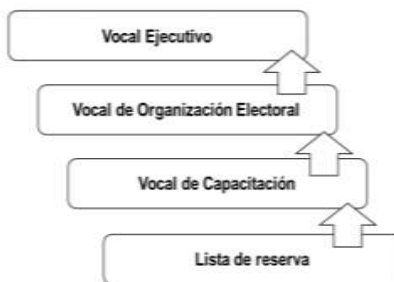 Vocal Ejecutivo
Vocal de Organización Electoral
Vocal de Capacitación
Lista de reserva